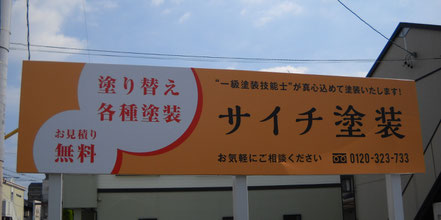 塗り替え
各種塗装
お見積り
無料
"一級塗装技能士"が真心込めて塗装いたします!
サイチ塗装
お気軽にご相談ください 0120-323-733